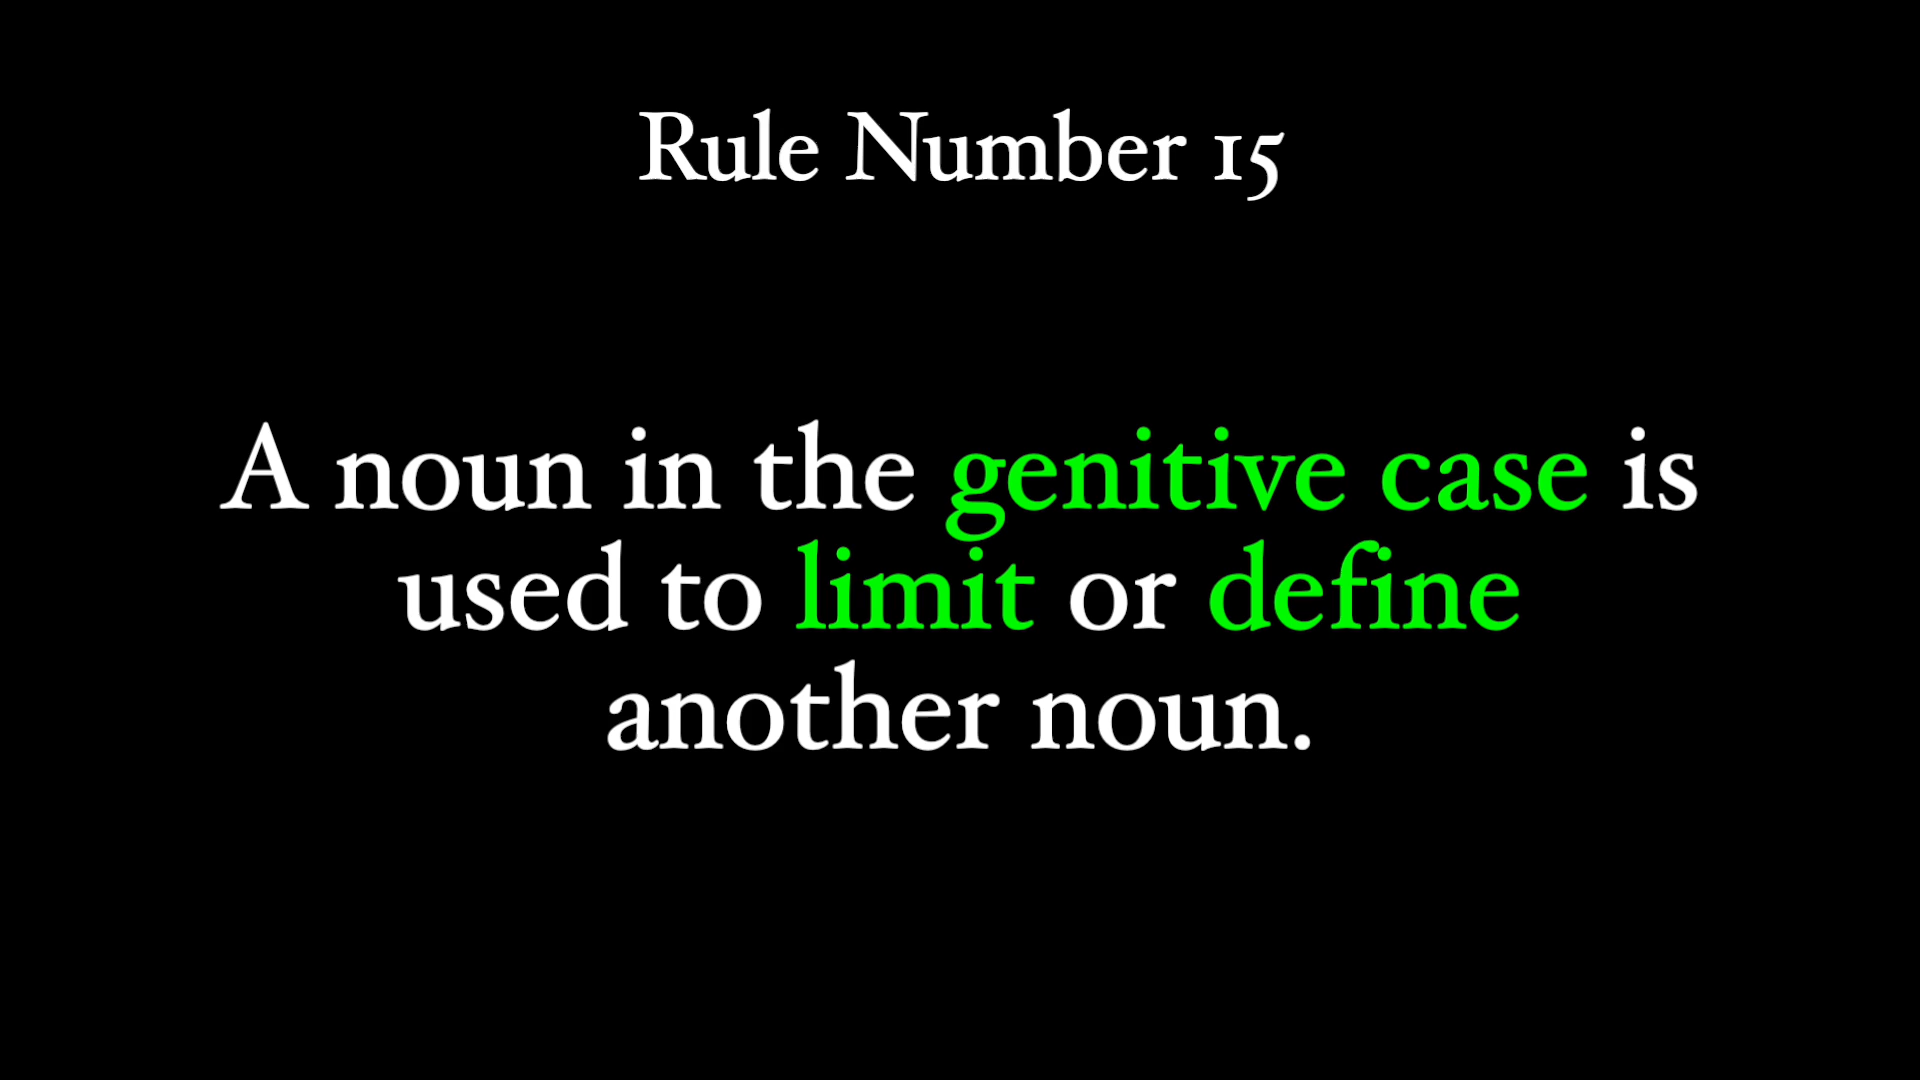 Rule Number 15
A noun in the genitive case is
used to limit or define
another noun.